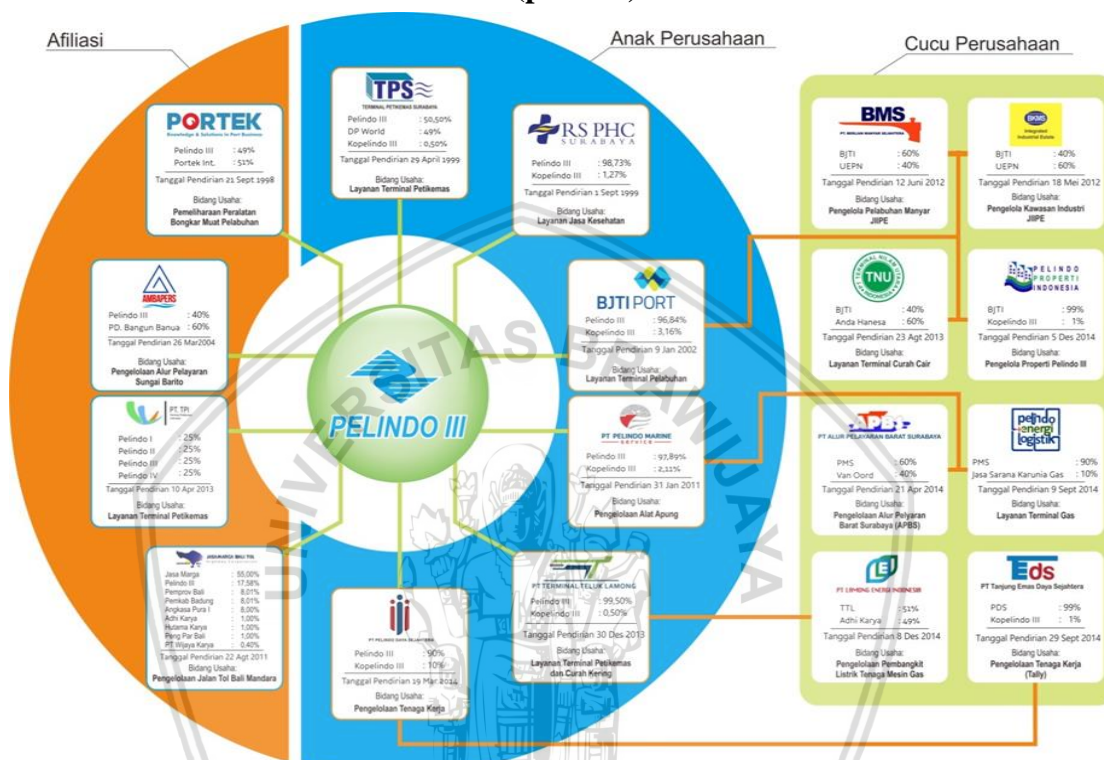 Afiliasi
Anak Perusahaan
Cucu Perusahaan
PORTEK
Knowledge & Solutions in Port Business
Pelindo III : 49%
Portek Int. : 51%
Tanggal Pendirian 21 Sept 1998
Bidang Usaha:
Pemeliharaan Peralatan
Bongkar Muat Pelabuhan
AMBAPERS
Pelindo III : 40%
PD. Bangun Banua : 60%
Tanggal Pendirian 26 Mar2004
Bidang Usaha:
Pengelolaan Alur Pelayaran
Sungai Barito
PT. TPI
Pelindo I : 25%
Pelindo II : 25%
Pelindo III : 25%
Pelindo IV : 25%
Tanggal Pendirian 10 Apr 2013
Bidang Usaha:
Layanan Terminal Petikemas
JASAMARGA BALI TOL
Jasa Marga : 55,00%
Pelindo III : 17,58%
Pemprov Bali : 8,01%
Pemkab Badung : 8,01%
Angkasa Pura I : 8,00%
Adhi Karya : 1,00%
Hutama Karya : 1,00%
Peng Par Bali : 1,00%
PT Wijaya Karya : 0,40%
Tanggal Pendirian 22 Agt 2011
Bidang Usaha:
Pengelolaan Jalan Tol Bali Mandara
TPS
TERMINAL PETIKEMAS SURABAYA
Pelindo III : 50,50%
DP World : 49%
Kopelindo III : 0,50%
Tanggal Pendirian 29 April 1999
Bidang Usaha:
Layanan Terminal Petikemas
RS PHC
SURABAYA
Pelindo III : 98,73%
Kopelindo III : 1,27%
Tanggal Pendirian 1 Sept 1999
Bidang Usaha:
Layanan Jasa Kesehatan
BJTI PORT
Pelindo III : 96,84%
Kopelindo III : 3,16%
Tanggal Pendirian 9 Jan 2002
Bidang Usaha:
Layanan Terminal Pelabuhan
PELINDO III
PT PELINDO MARINE
SERVICE
Pelindo III : 97,89%
Kopelindo III : 2,11%
Tanggal Pendirian 31 Jan 2011
Bidang Usaha:
Pengelolaan Alat Apung
PT TERMINAL TELUK LAMONG
Pelindo III : 99,50%
Kopelindo III : 0,50%
Tanggal Pendirian 30 Des 2013
Bidang Usaha:
Layanan Terminal Petikemas
dan Curah Kering
PT PELINDO DAYA SEJAHTERA
Pelindo III : 90%
Kopelindo III : 10%
Tanggal Pendirian 19 Mar 2014
Bidang Usaha:
Pengelolaan Tenaga Kerja
BMS
PT. BERLIAN MANYAR SEJAHTERA
BJTI : 60%
UEPN : 40%
Tanggal Pendirian 12 Juni 2012
Bidang Usaha:
Pengelola Pelabuhan Manyar
JIIPE
BKMS
Integrated
Industrial Estate
BJTI : 40%
UEPN : 60%
Tanggal Pendirian 18 Mei 2012
Bidang Usaha:
Pengelola Kawasan Industri
JIIPE
PT TERMINAL NILAM UTARA
TNU
INDONESIA
BJTI : 40%
Anda Hanesa : 60%
Tanggal Pendirian 23 Agt 2013
Bidang Usaha:
Layanan Terminal Curah Cair
PELINDO
PROPERTI
INDONESIA
BJTI : 99%
Kopelindo III : 1%
Tanggal Pendirian 5 Des 2014
Bidang Usaha:
Pengelola Properti Pelindo III
APBS
PT ALUR PELAYARAN BARAT SURABAYA
PMS : 60%
Van Oord : 40%
Tanggal Pendirian 21 Apr 2014
Bidang Usaha:
Pengelolaan Alur Pelyaran
Barat Surabaya (APBS)
pelindo
energi
logistik
PMS : 90%
Jasa Sarana Karunia Gas : 10%
Tanggal Pendirian 9 Sept 2014
Bidang Usaha:
Layanan Terminal Gas
LEI
PT LAMONG ENERGI INDONESIA
TTL : 51%
Adhi Karya : 49%
Tanggal Pendirian 8 Des 2014
Bidang Usaha:
Pengelolaan Pembangkit
Listrik Tenaga Mesin Gas
Eds
PT Tanjung Emas Daya Sejahtera
PDS : 99%
Kopelindo III : 1%
Tanggal Pendirian 29 Sept 2014
Bidang Usaha:
Pengelolaan Tenaga Kerja
(Tally)
UNIVERSITAS BRAWIJAYA